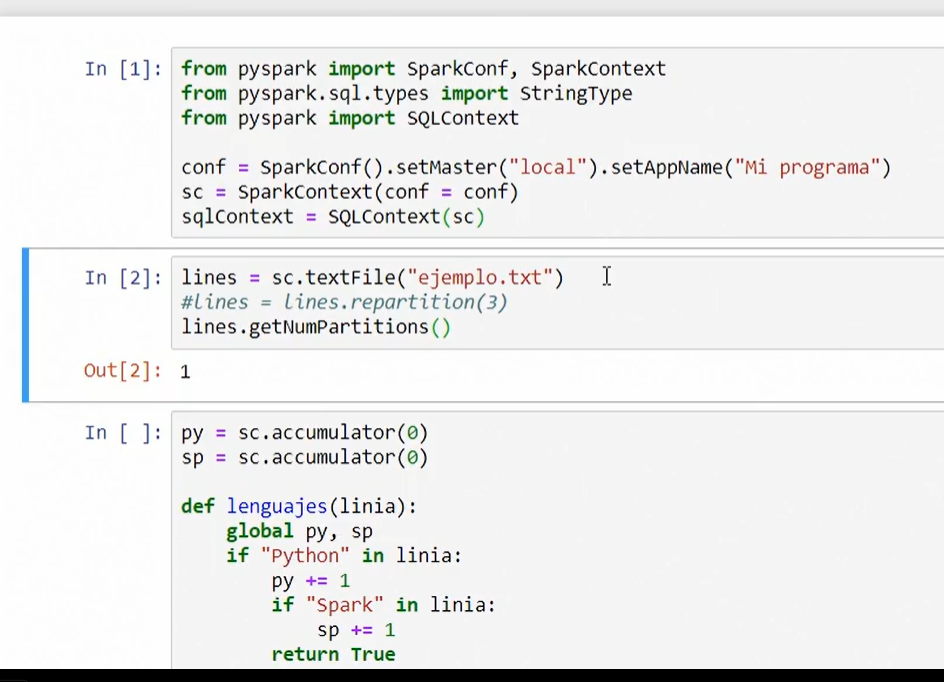 In [1]: from pyspark import SparkConf, SparkContext
from pyspark.sql.types import StringType
from pyspark import SQLContext
conf = SparkConf().setMaster("local").setAppName("Mi programa")
sc = SparkContext(conf = conf)
sqlContext = SQLContext(sc)
In [2]: lines = sc.textFile("ejemplo.txt")
#lines = lines.repartition(3)
lines.getNumPartitions()
Out[2]: 1
In [ ]: py = sc.accumulator(0)
sp = sc.accumulator(0)
def lenguajes(linia):
global py, sp
if "Python" in linia:
py += 1
if "Spark" in linia:
sp += 1
return True